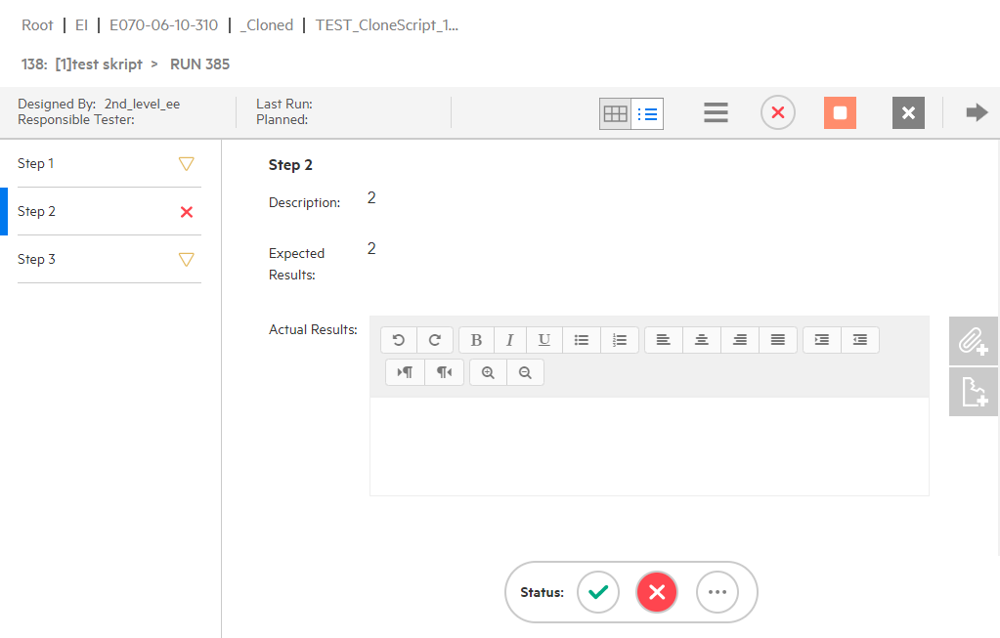 Root | EI | E070-06-10-310 | _Cloned | TEST_CloneScript_1...
138: [1]test skript > RUN 385
Designed By: 2nd_level_ee
Responsible Tester:
Last Run:
Planned:
Step 1
Step 2
Step 3
Step 2
Description: 2
Expected Results: 2
Actual Results:
B I U
Status: